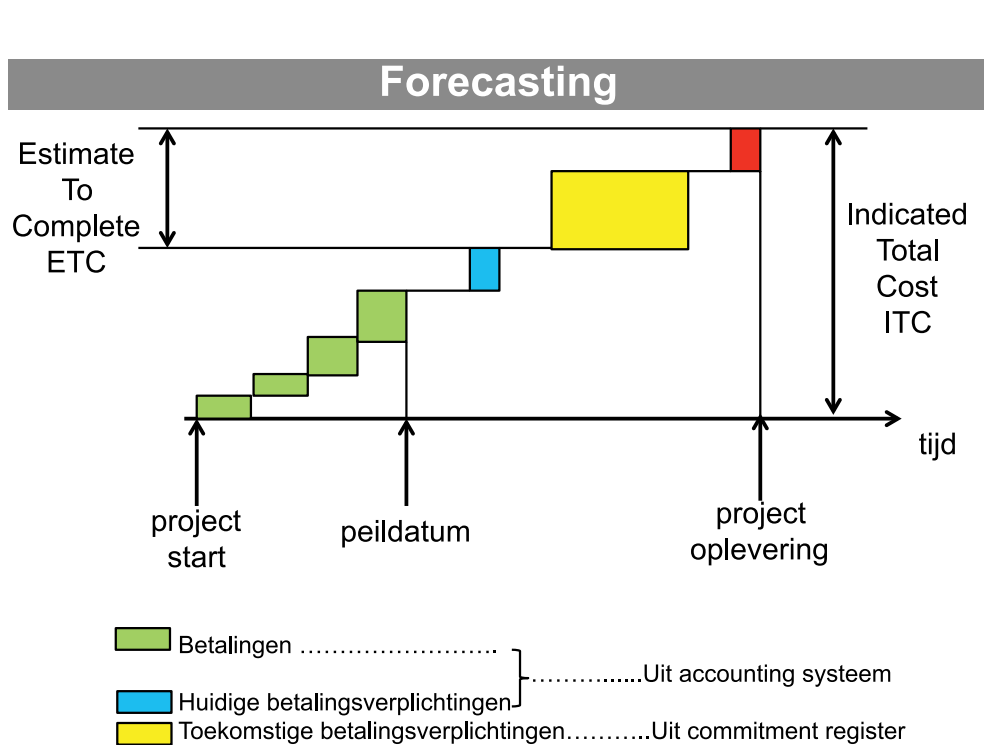 Forecasting
Estimate
To
Complete
ETC
Indicated
Total
Cost
ITC
tijd
project
start
peildatum
project
oplevering
Betalingen ………………………..
………….......Uit accounting systeem
Huidige betalingsverplichtingen
Toekomstige betalingsverplichtingen………...Uit commitment register